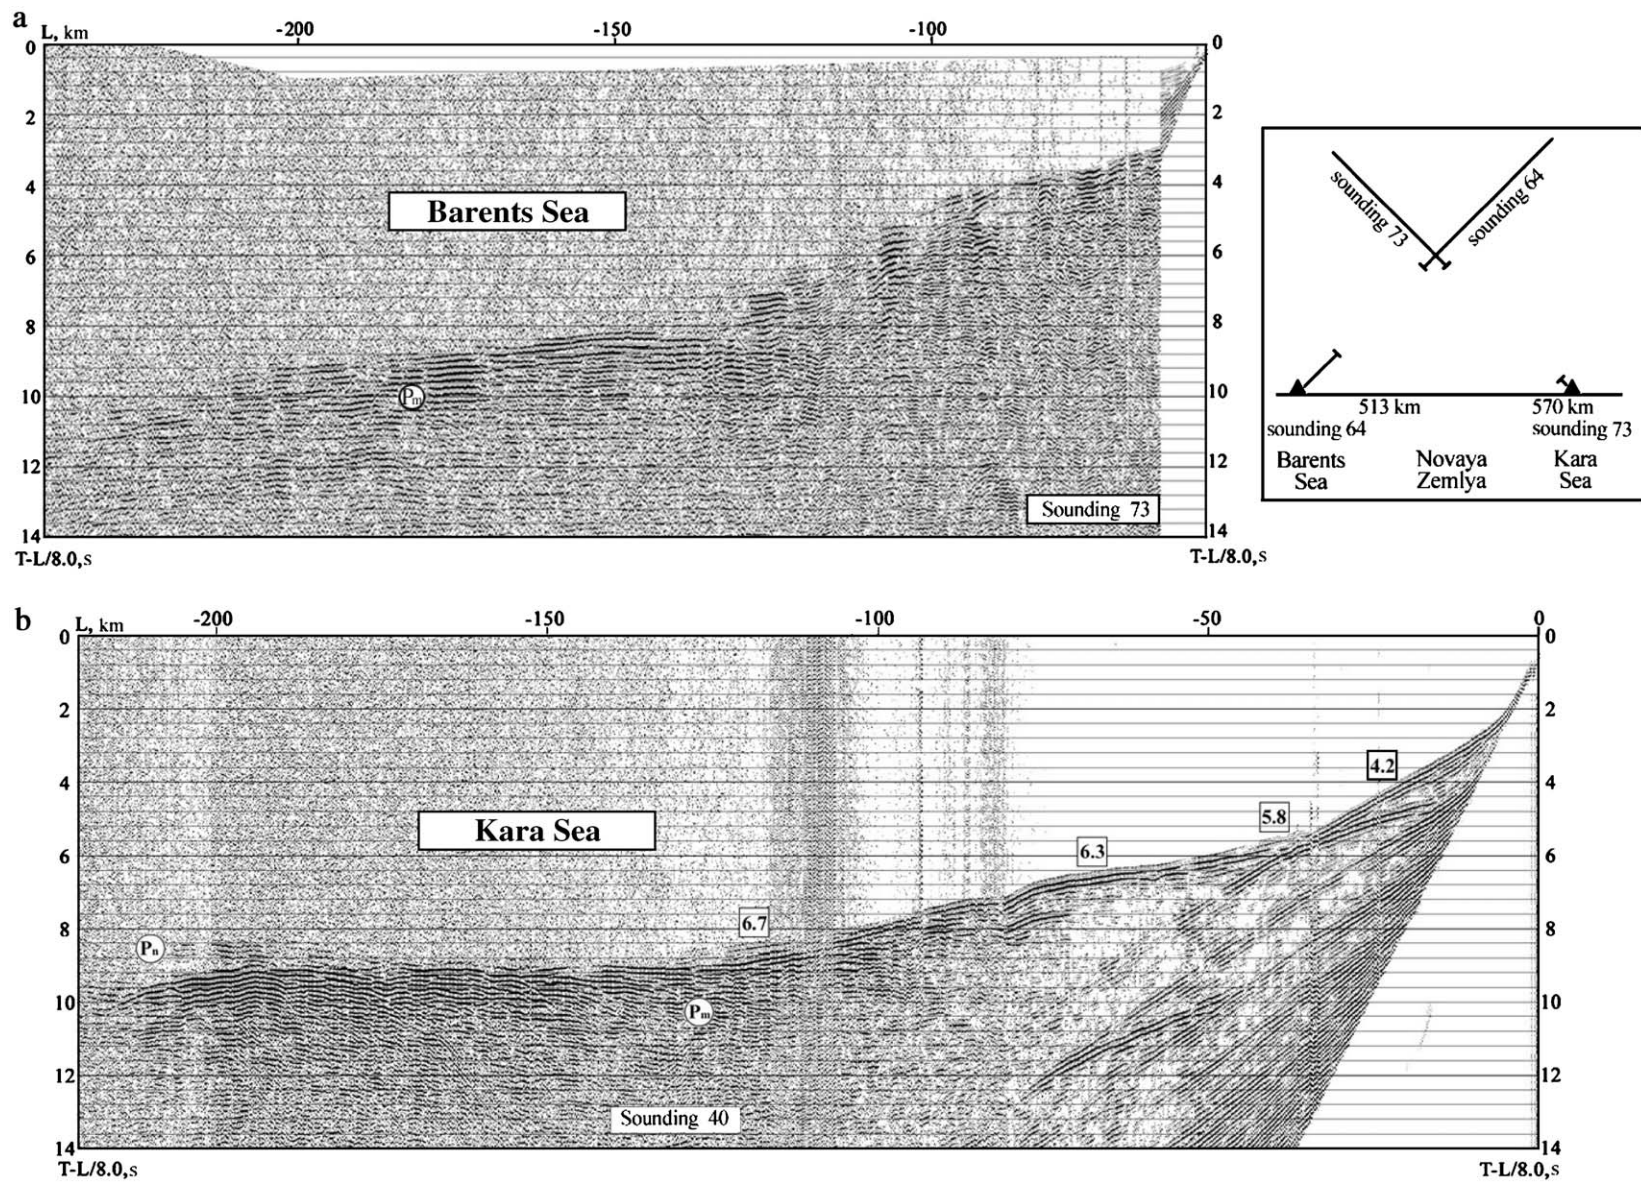 a
L, km -200 -150 -100
0 0
2 2
4 4
Barents Sea
6 6
8 8
10 10
Pm
12 12
Sounding 73
14 14
T-L/8.0,s T-L/8.0,s
sounding 73
sounding 64
513 km 570 km
sounding 64 sounding 73
Barents Novaya Kara
Sea Zemlya Sea
b
L, km -200 -150 -100 -50 0
0 0
2 2
4.2
4 4
5.8
Kara Sea
6.3
6 6
6.7
8 8
Pn
10 10
Pm
12 12
Sounding 40
14 14
T-L/8.0,s T-L/8.0,s